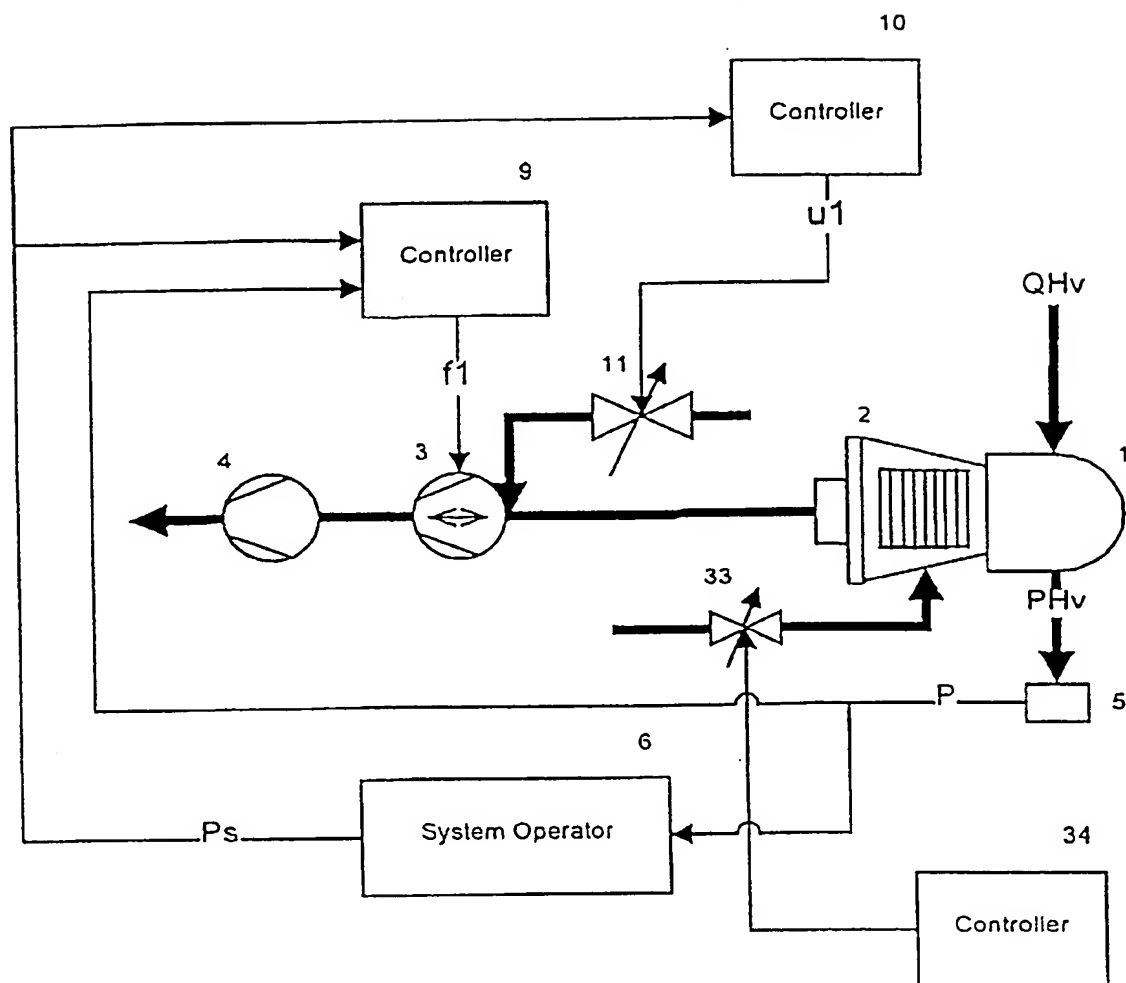 10
Controller
u1
9
Controller
f1
QHv
11
2
1
4
3
33
PHv
P
5
6
System Operator
Ps
34
Controller